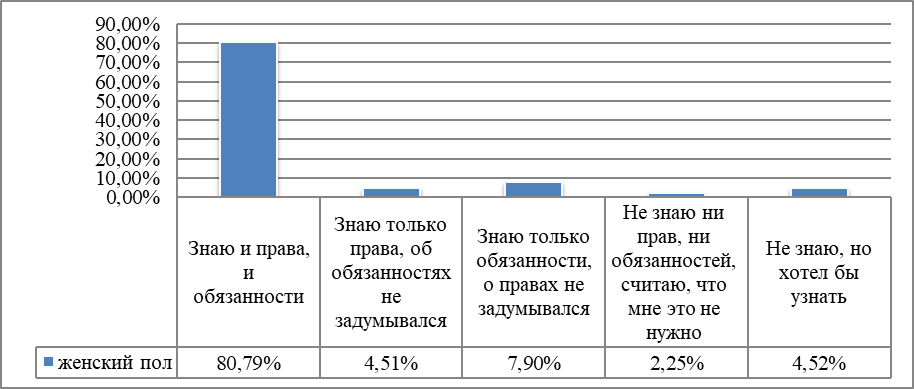 90,00%
80,00%
70,00%
60,00%
50,00%
40,00%
30,00%
20,00%
10,00%
0,00%
Знаю и права,
и
обязанности
Знаю только
права, об
обязанностях
не
задумывался
Знаю только
обязанности,
о правах не
задумывался
Не знаю ни
прав, ни
обязанностей,
считаю, что
мне это не
нужно
Не знаю, но
хотел бы
узнать
женский пол 80,79% 4,51% 7,90% 2,25% 4,52%